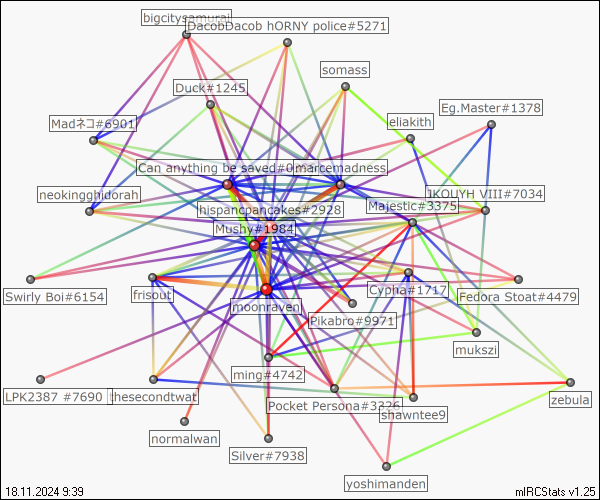 bigcitysamurai
DacobDacob hORNY police#5271
somass
Duck#1245
Eg.Master#1378
Madネコ#6901
eliakith
Can anything be saved#0
marcemadness
neokingghidorah
JKOLYH VIII#7034
hispancpancakes#2928
Majestic#3375
Mushy#1984
Swirly Boi#6154
frisout
moonraven
Cypha#1717
Fedora Stoat#4479
Pikabro#9971
mukszi
ming#4742
LPK2387 #7690
thesecondtwat
Pocket Persona#3326
shawntee9
zebula
normalwan
Silver#7938
yoshimanden
18.11.2024 9:39
mIRCStats v1.25